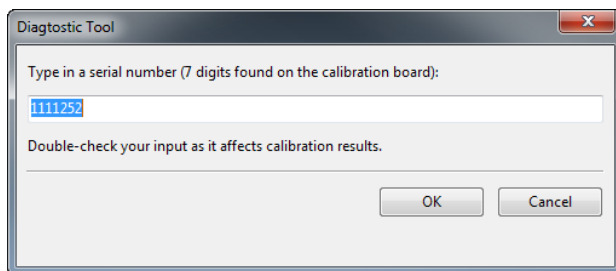 Diagtostic Tool
Type in a serial number (7 digits found on the calibration board):
1111252
Double-check your input as it affects calibration results.
OK Cancel